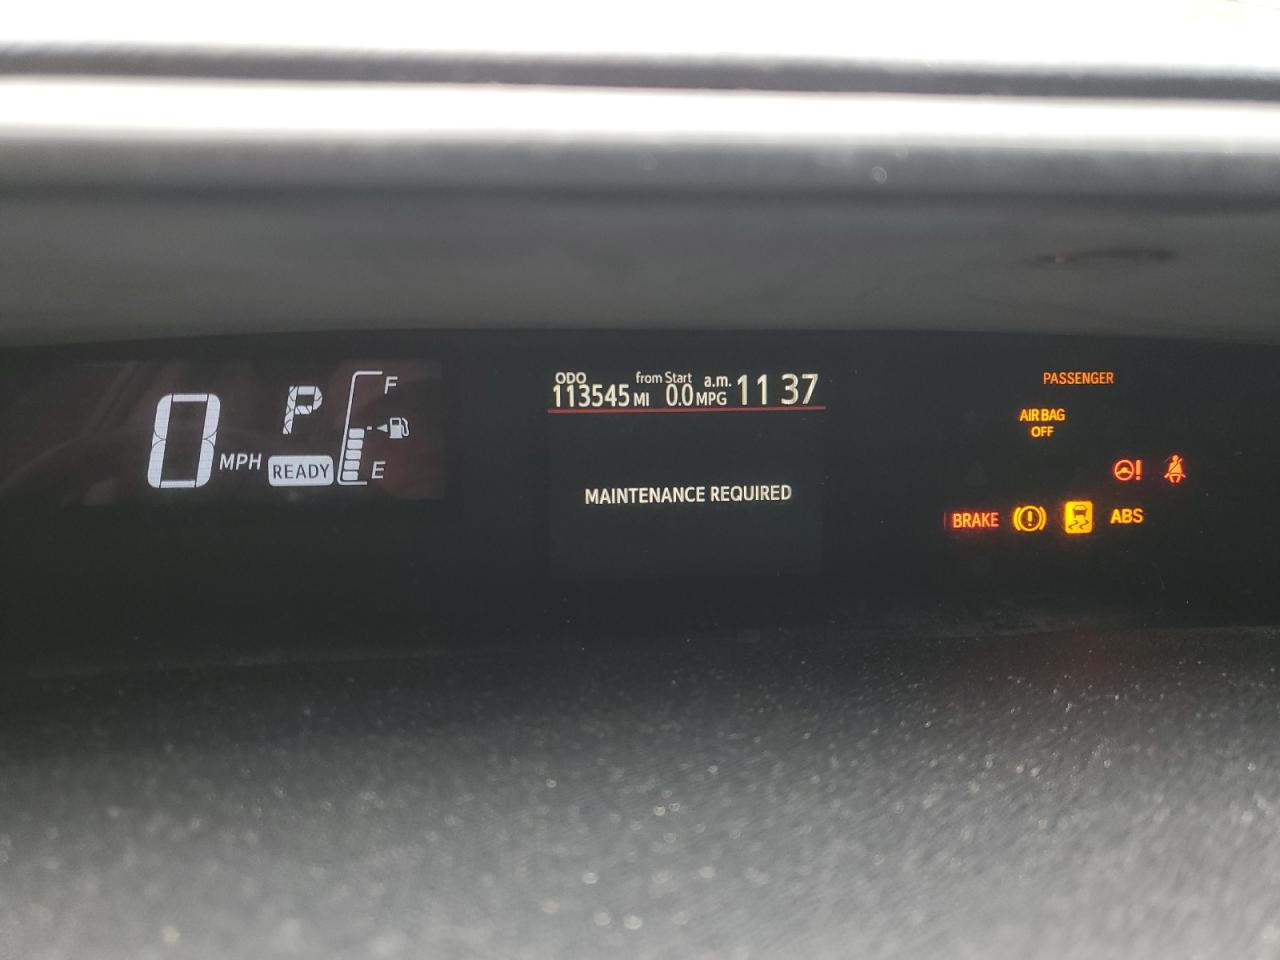 0 MPH
P
READY
F
E
ODO
113545 MI
from Start
0.0 MPG
a.m. 11 37
MAINTENANCE REQUIRED
PASSENGER
AIR BAG
OFF
BRAKE
ABS